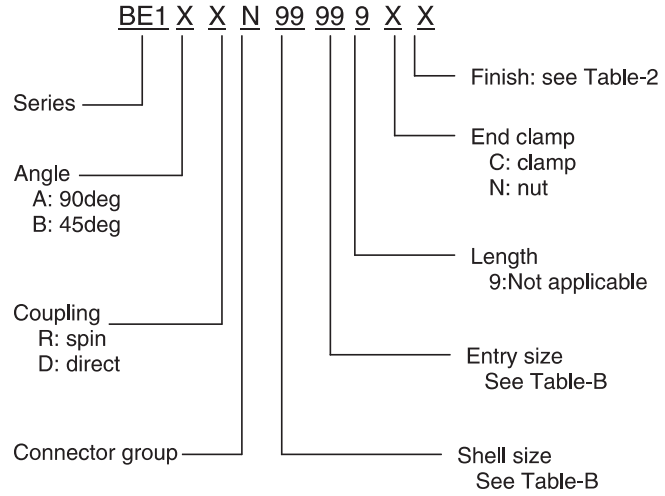 BE1 X X N 99 99 9 X X
Series
Angle
A: 90deg
B: 45deg
Coupling
R: spin
D: direct
Connector group
Finish: see Table-2
End clamp
C: clamp
N: nut
Length
9:Not applicable
Entry size
See Table-B
Shell size
See Table-B